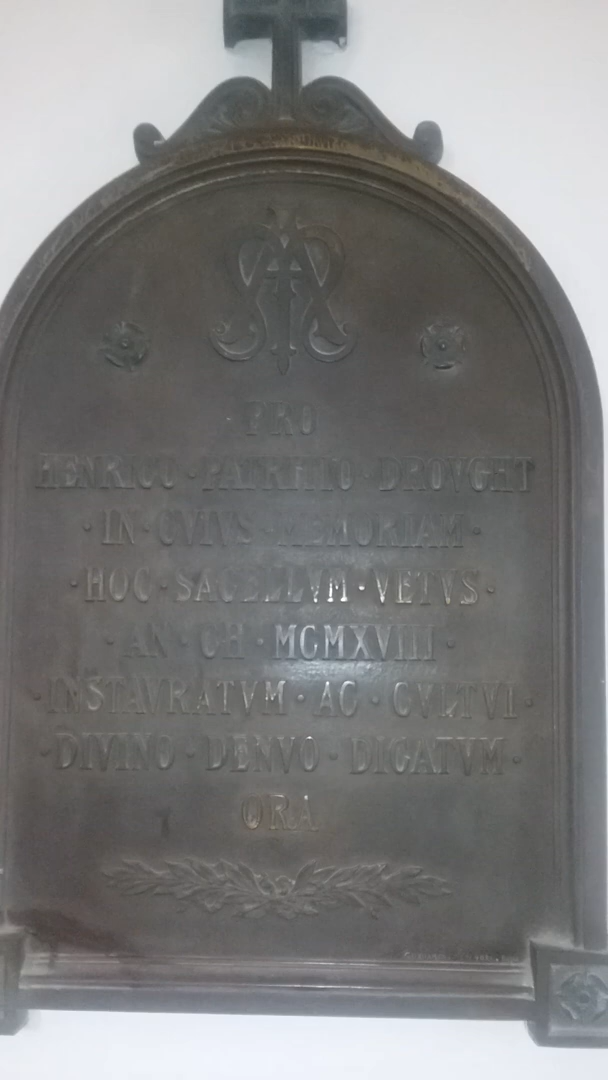 PRO
HENRICO · PATRITIO · DROVGHT
· IN · CVIVS · MEMORIAM ·
· HOC · SACELLVM · VETVS ·
· AN · CH · MCMXVIII ·
· INSTAVRATVM · AC · CVLTVI ·
· DIVINO · DENVO · DICATVM ·
ORA